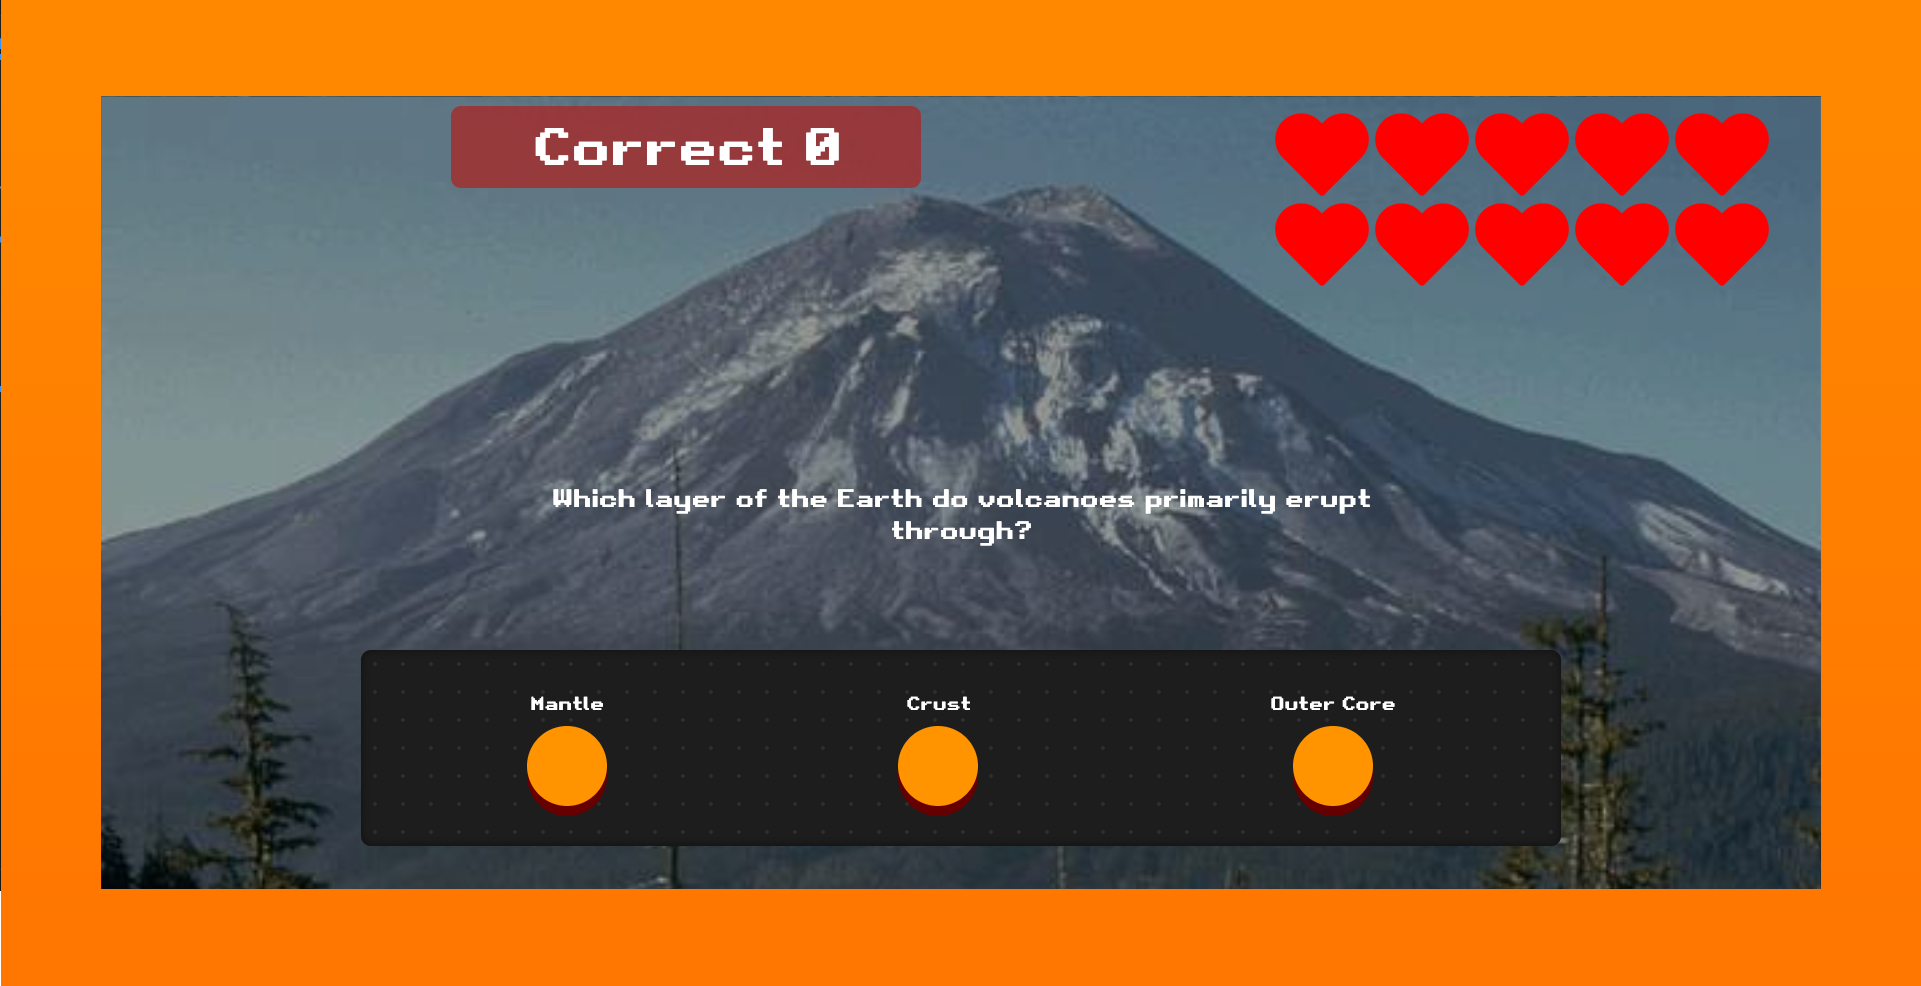 Correct 0
Which layer of the Earth do volcanoes primarily erupt
through?
Mantle
Crust
Outer Core